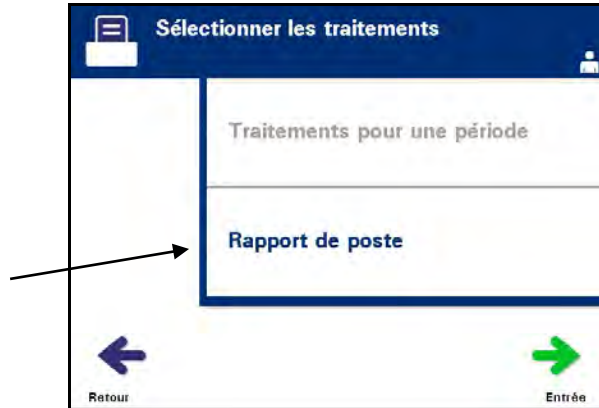 Sélectionner les traitements
Traitements pour une période
Rapport de poste
Retour
Entrée